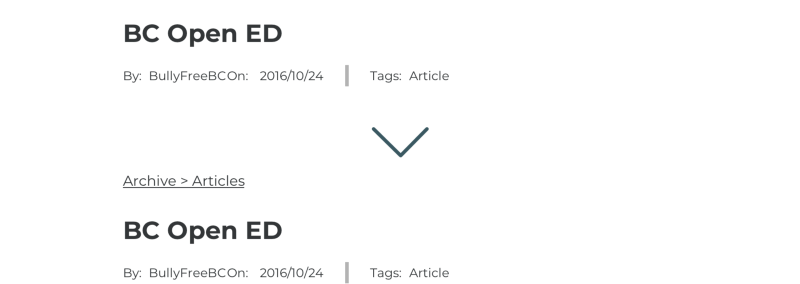 BC Open ED
By: BullyFreeBCOn: 2016/10/24 Tags: Article
Archive > Articles
BC Open ED
By: BullyFreeBCOn: 2016/10/24 Tags: Article